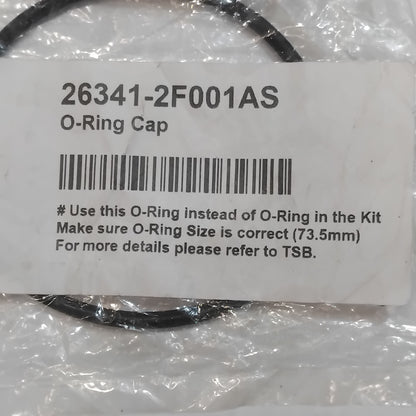 26341-2F001AS
O-Ring Cap
# Use this O-Ring instead of O-Ring in the Kit
Make sure O-Ring Size is correct (73.5mm)
For more details please refer to TSB.